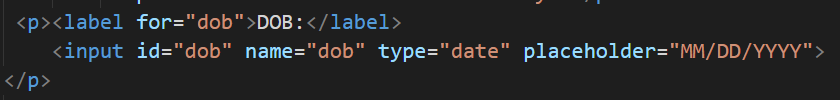 <p><label for="dob">DOB:</label>
<input id="dob" name="dob" type="date" placeholder="MM/DD/YYYY">
</p>